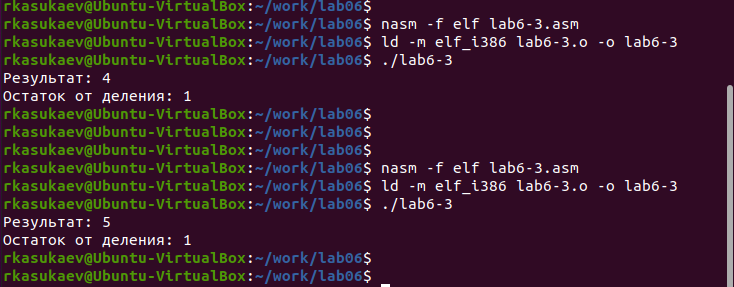 rkasukaev@Ubuntu-VirtualBox:~/work/lab06$
rkasukaev@Ubuntu-VirtualBox:~/work/lab06$ nasm -f elf lab6-3.asm
rkasukaev@Ubuntu-VirtualBox:~/work/lab06$ ld -m elf_i386 lab6-3.o -o lab6-3
rkasukaev@Ubuntu-VirtualBox:~/work/lab06$ ./lab6-3
Результат: 4
Остаток от деления: 1
rkasukaev@Ubuntu-VirtualBox:~/work/lab06$
rkasukaev@Ubuntu-VirtualBox:~/work/lab06$
rkasukaev@Ubuntu-VirtualBox:~/work/lab06$
rkasukaev@Ubuntu-VirtualBox:~/work/lab06$ nasm -f elf lab6-3.asm
rkasukaev@Ubuntu-VirtualBox:~/work/lab06$ ld -m elf_i386 lab6-3.o -o lab6-3
rkasukaev@Ubuntu-VirtualBox:~/work/lab06$ ./lab6-3
Результат: 5
Остаток от деления: 1
rkasukaev@Ubuntu-VirtualBox:~/work/lab06$
rkasukaev@Ubuntu-VirtualBox:~/work/lab06$